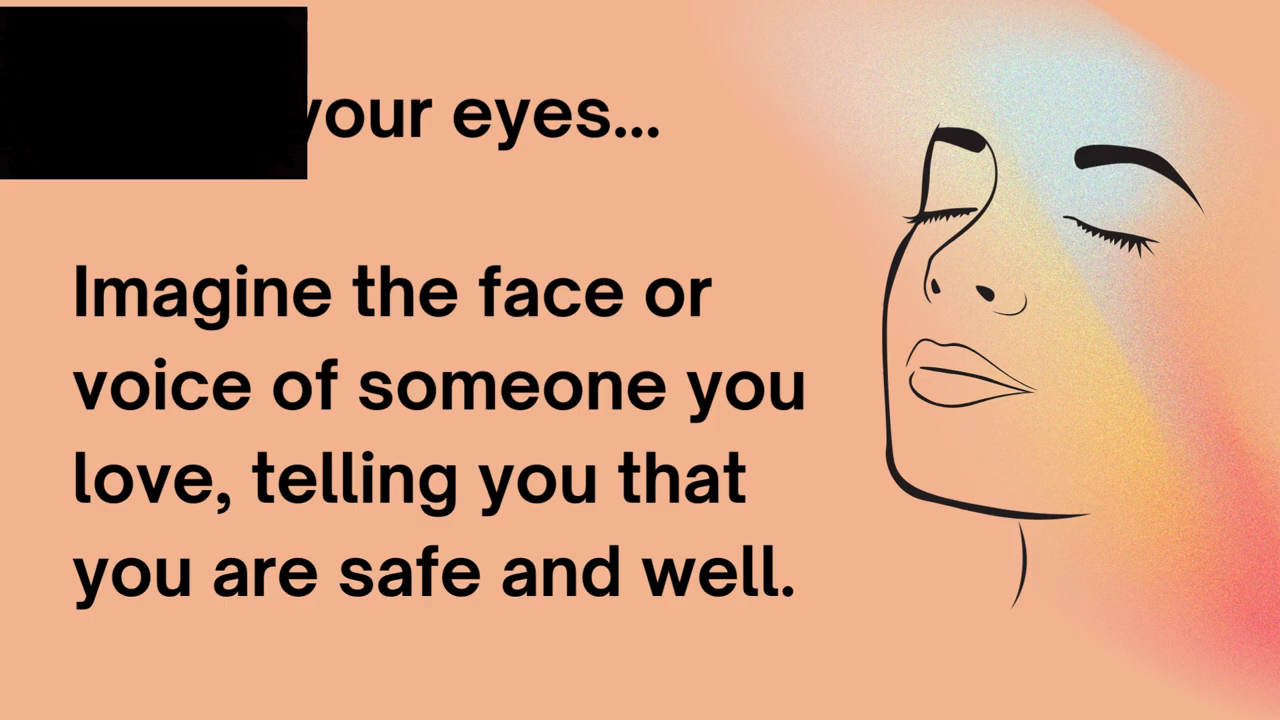 your eyes...
Imagine the face or
voice of someone you
love, telling you that
you are safe and well.